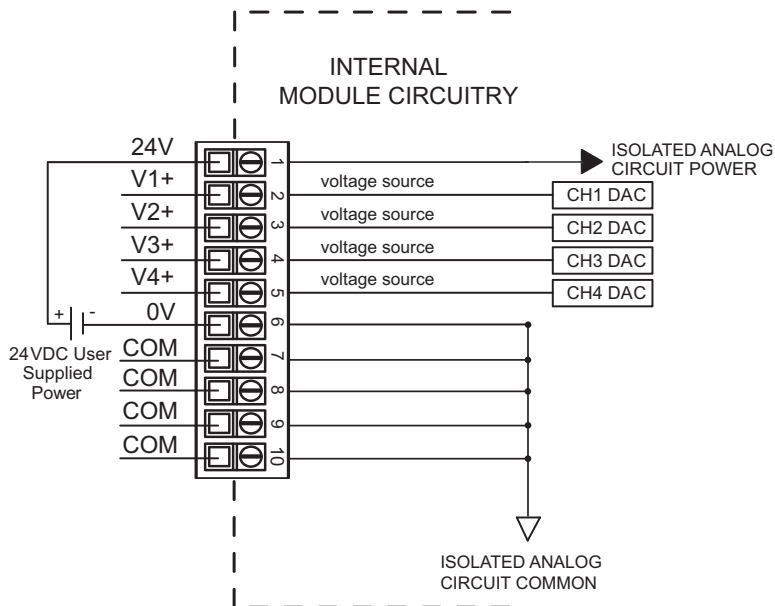 INTERNAL
MODULE CIRCUITRY
24V
1
ISOLATED ANALOG
CIRCUIT POWER
V1+
2
voltage source
CH1 DAC
V2+
3
voltage source
CH2 DAC
V3+
4
voltage source
CH3 DAC
V4+
5
voltage source
CH4 DAC
+
-
0V
6
24VDC User
Supplied
Power
COM
7
COM
8
COM
9
COM
10
ISOLATED ANALOG
CIRCUIT COMMON